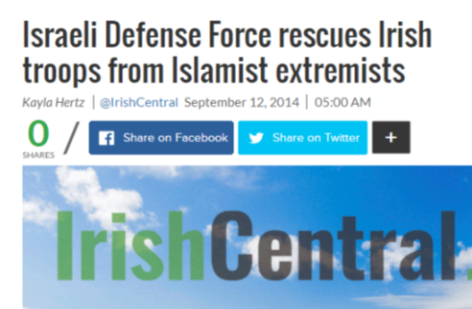 Israeli Defense Force rescues Irish
troops from Islamist extremists
Kayla Hertz | @IrishCentral September 12, 2014 | 05:00 AM
0
SHARES
/
Share on Facebook
Share on Twitter
+
IrishCentral.